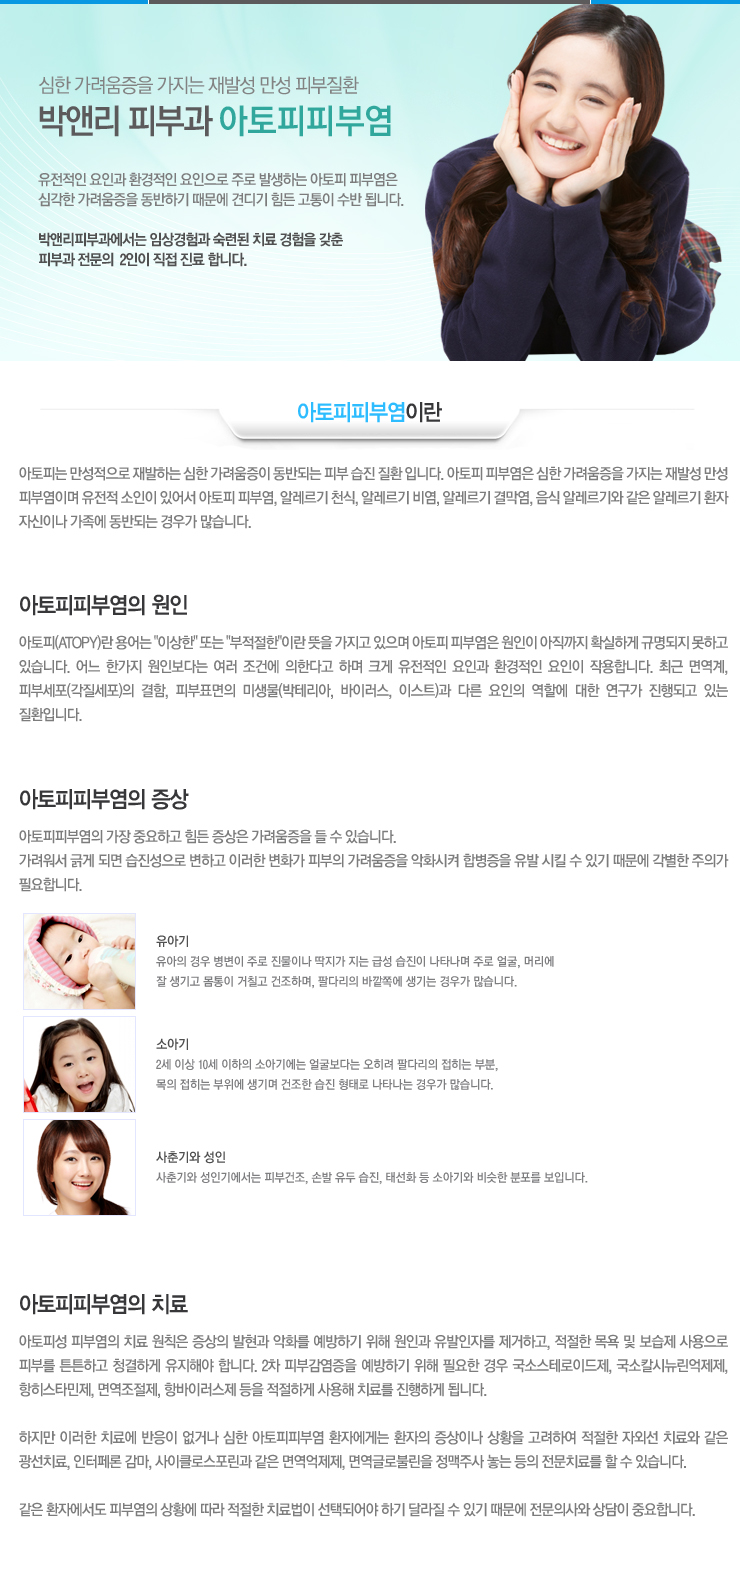 심한 가려움증을 가지는 재발성 만성 피부질환
박앤리 피부과 아토피피부염
유전적인 요인과 환경적인 요인으로 주로 발생하는 아토피 피부염은
심각한 가려움증을 동반하기 때문에 견디기 힘든 고통이 수반 됩니다.
박앤리피부과에서는 임상경험과 숙련된 치료 경험을 갖춘
피부과 전문의 2인이 직접 진료 합니다.
아토피피부염이란
아토피는 만성적으로 재발하는 심한 가려움증이 동반되는 피부 습진 질환 입니다. 아토피 피부염은 심한 가려움증을 가지는 재발성 만성
피부염이며 유전적 소인이 있어서 아토피 피부염, 알레르기 천식, 알레르기 비염, 알레르기 결막염, 음식 알레르기와 같은 알레르기 환자
자신이나 가족에 동반되는 경우가 많습니다.
아토피피부염의 원인
아토피(ATOPY)란 용어는 "이상한" 또는 "부적절한"이란 뜻을 가지고 있으며 아토피 피부염은 원인이 아직까지 확실하게 규명되지 못하고
있습니다. 어느 한가지 원인보다는 여러 조건에 의한다고 하며 크게 유전적인 요인과 환경적인 요인이 작용합니다. 최근 면역계,
피부세포(각질세포)의 결함, 피부표면의 미생물(박테리아, 바이러스, 이스트)과 다른 요인의 역할에 대한 연구가 진행되고 있는
질환입니다.
아토피피부염의 증상
아토피피부염의 가장 중요하고 힘든 증상은 가려움증을 들 수 있습니다.
가려워서 긁게 되면 습진성으로 변하고 이러한 변화가 피부의 가려움증을 악화시켜 합병증을 유발 시킬 수 있기 때문에 각별한 주의가
필요합니다.
유아기
유아의 경우 병변이 주로 진물이나 딱지가 지는 급성 습진이 나타나며 주로 얼굴, 머리에
잘 생기고 몸통이 거칠고 건조하며, 팔다리의 바깥쪽에 생기는 경우가 많습니다.
소아기
2세 이상 10세 이하의 소아기에는 얼굴보다는 오히려 팔다리의 접히는 부분,
목의 접히는 부위에 생기며 건조한 습진 형태로 나타나는 경우가 많습니다.
사춘기와 성인
사춘기와 성인기에서는 피부건조, 손발 유두 습진, 태선화 등 소아기와 비슷한 분포를 보입니다.
아토피피부염의 치료
아토피성 피부염의 치료 원칙은 증상의 발현과 악화를 예방하기 위해 원인과 유발인자를 제거하고, 적절한 목욕 및 보습제 사용으로
피부를 튼튼하고 청결하게 유지해야 합니다. 2차 피부감염증을 예방하기 위해 필요한 경우 국소스테로이드제, 국소칼시뉴린억제제,
항히스타민제, 면역조절제, 항바이러스제 등을 적절하게 사용해 치료를 진행하게 됩니다.
하지만 이러한 치료에 반응이 없거나 심한 아토피피부염 환자에게는 환자의 증상이나 상황을 고려하여 적절한 자외선 치료와 같은
광선치료, 인터페론 감마, 사이클로스포린과 같은 면역억제제, 면역글로불린을 정맥주사 놓는 등의 전문치료를 할 수 있습니다.
같은 환자에서도 피부염의 상황에 따라 적절한 치료법이 선택되어야 하기 달라질 수 있기 때문에 전문의사와 상담이 중요합니다.